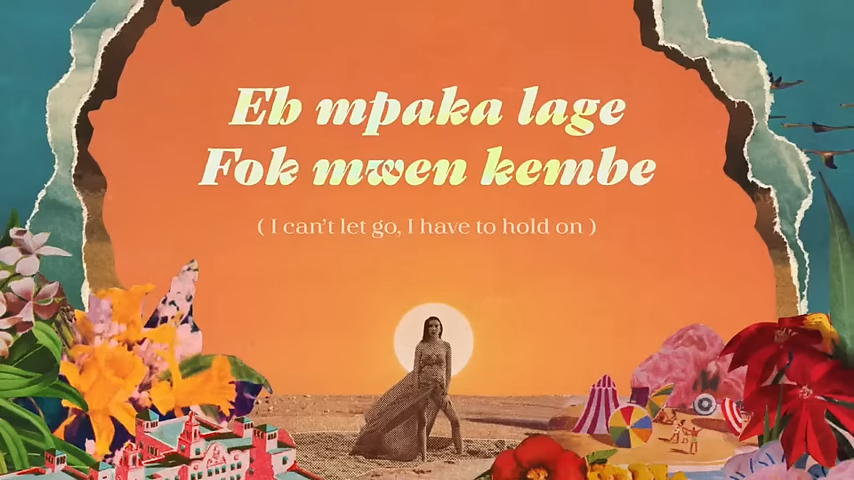 Eb mpaka lage
Fok mwen kembe
( I can't let go, I have to hold on )